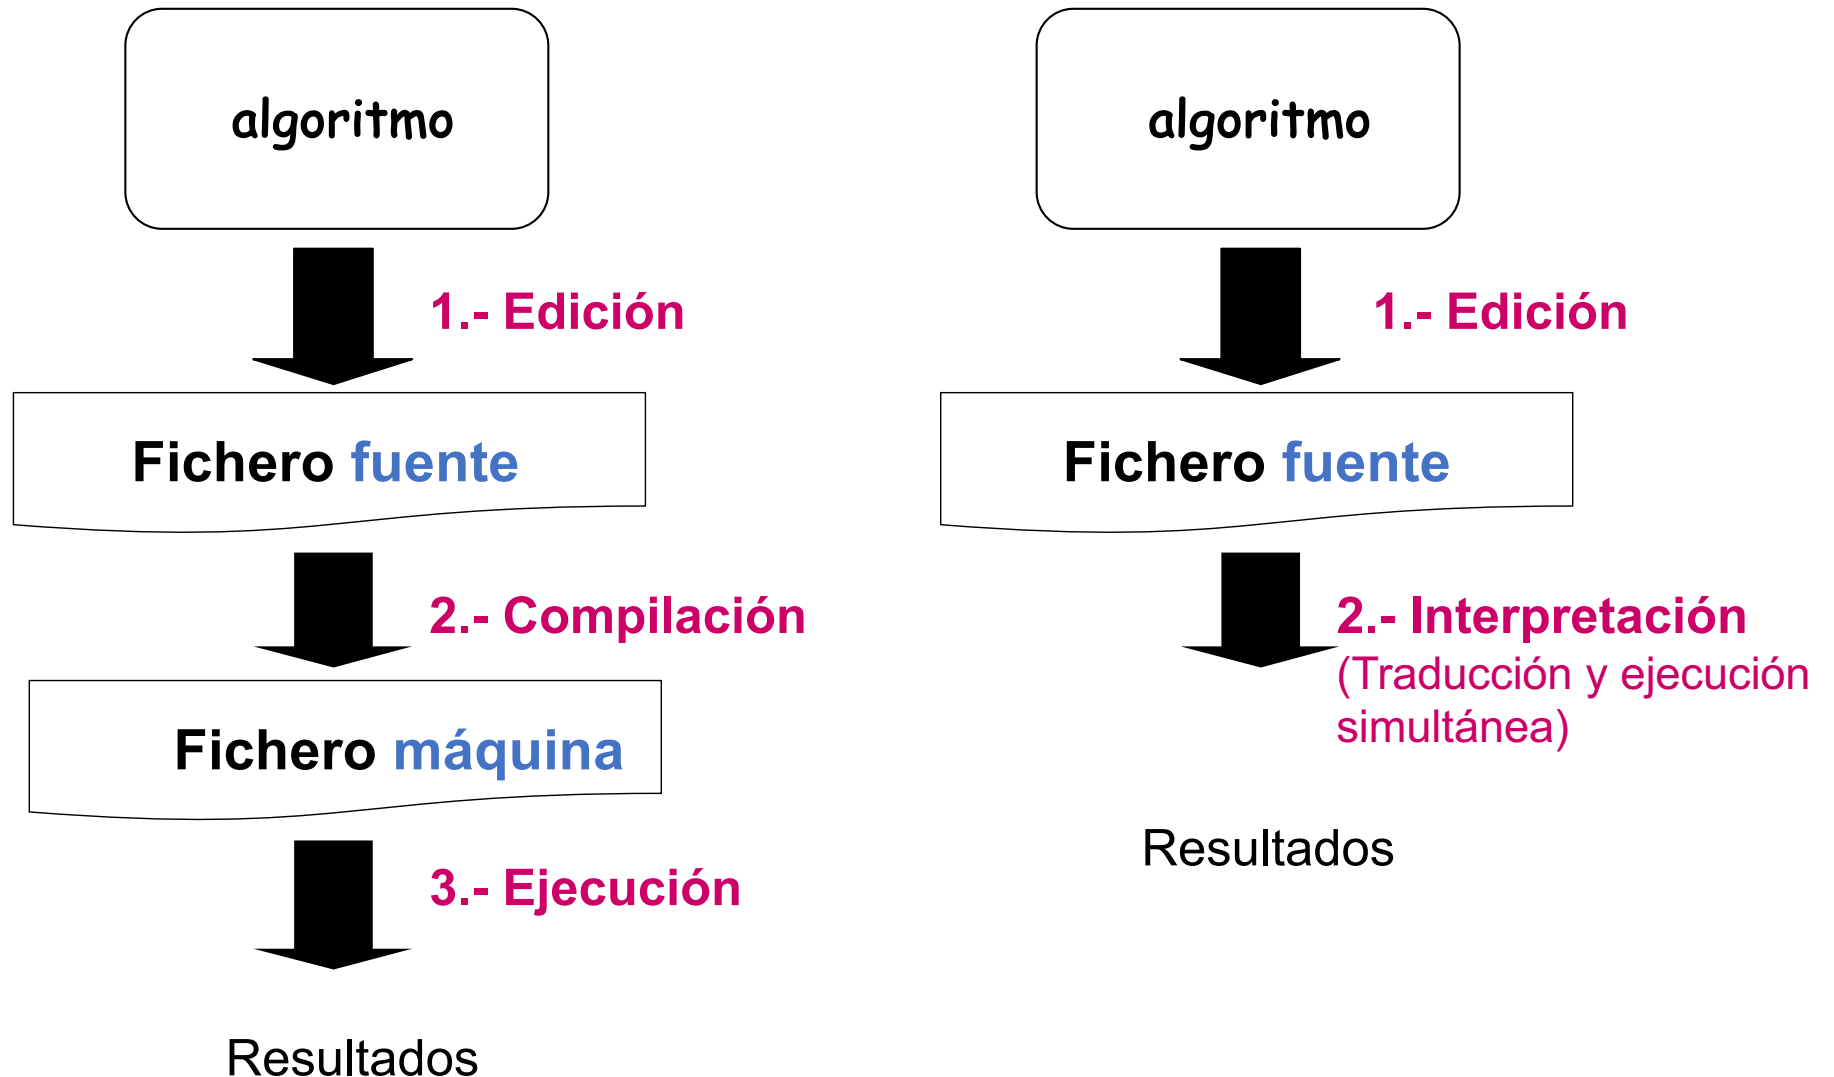 algoritmo
1.- Edición
Fichero fuente
2.- Compilación
Fichero máquina
3.- Ejecución
Resultados
algoritmo
1.- Edición
Fichero fuente
2.- Interpretación
(Traducción y ejecución
simultánea)
Resultados